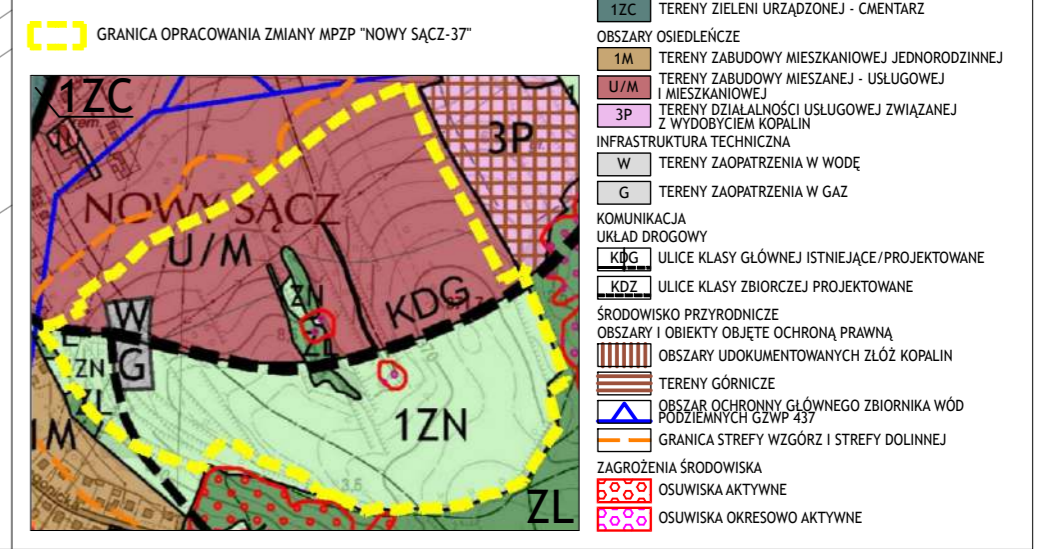 GRANICA OPRACOWANIA ZMIANY MPZP "NOWY SĄCZ-37"
1ZC
3P
NOWY SĄCZ
U/M
ZN
KDG
S
ZL
W
G
ZN
ZL
1ZN
1M
3,5
ZL
1ZC TERENY ZIELENI URZĄDZONEJ - CMENTARZ
OBSZARY OSIEDLEŃCZE
1M TERENY ZABUDOWY MIESZKANIOWEJ JEDNORODZINNEJ
U/M TERENY ZABUDOWY MIESZANEJ - USŁUGOWEJ
I MIESZKANIOWEJ
3P TERENY DZIAŁALNOŚCI USŁUGOWEJ ZWIĄZANEJ
Z WYDOBYCIEM KOPALIN
INFRASTRUKTURA TECHNICZNA
W TERENY ZAOPATRZENIA W WODĘ
G TERENY ZAOPATRZENIA W GAZ
KOMUNIKACJA
UKŁAD DROGOWY
KDG ULICE KLASY GŁÓWNEJ ISTNIEJĄCE/PROJEKTOWANE
KDZ ULICE KLASY ZBIORCZEJ PROJEKTOWANE
ŚRODOWISKO PRZYRODNICZE
OBSZARY I OBIEKTY OBJĘTE OCHRONĄ PRAWNĄ
OBSZARY UDOKUMENTOWANYCH ZŁÓŻ KOPALIN
TERENY GÓRNICZE
OBSZAR OCHRONNY GŁÓWNEGO ZBIORNIKA WÓD
PODZIEMNYCH GZWP 437
GRANICA STREFY WZGÓRZ I STREFY DOLINNEJ
ZAGROŻENIA ŚRODOWISKA
OSUWISKA AKTYWNE
OSUWISKA OKRESOWO AKTYWNE